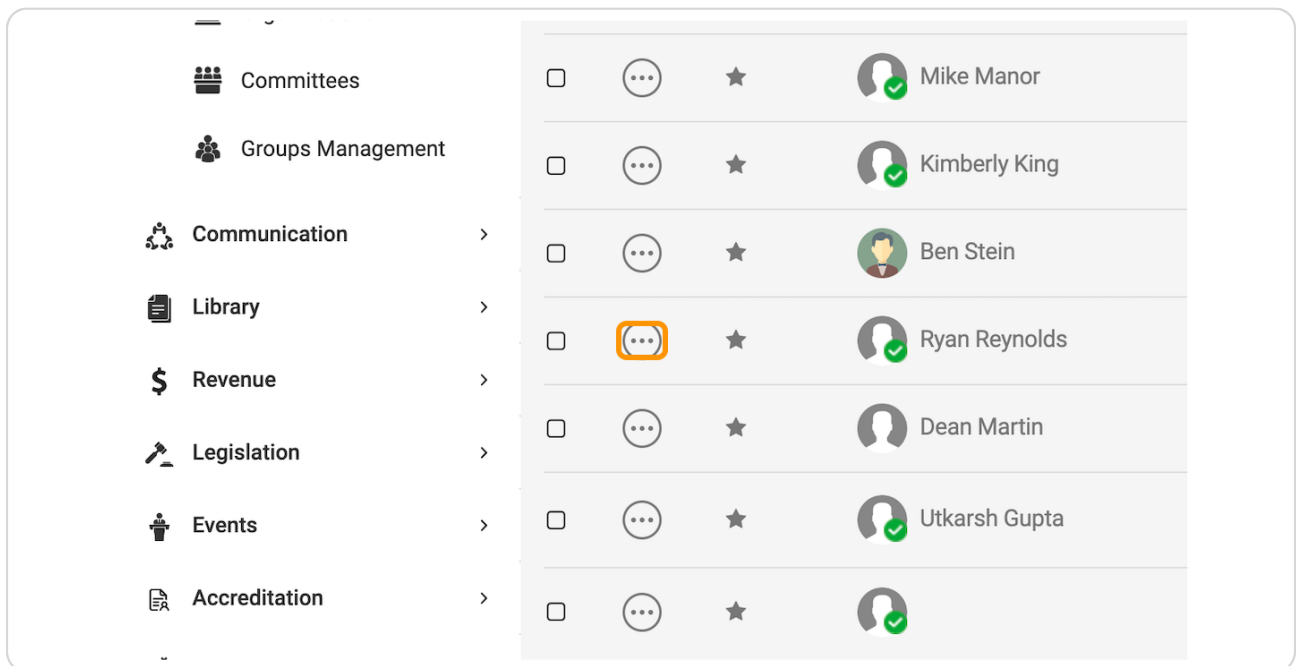 Committees
Groups Management
Communication
Library
Revenue
Legislation
Events
Accreditation
Mike Manor
Kimberly King
Ben Stein
Ryan Reynolds
Dean Martin
Utkarsh Gupta